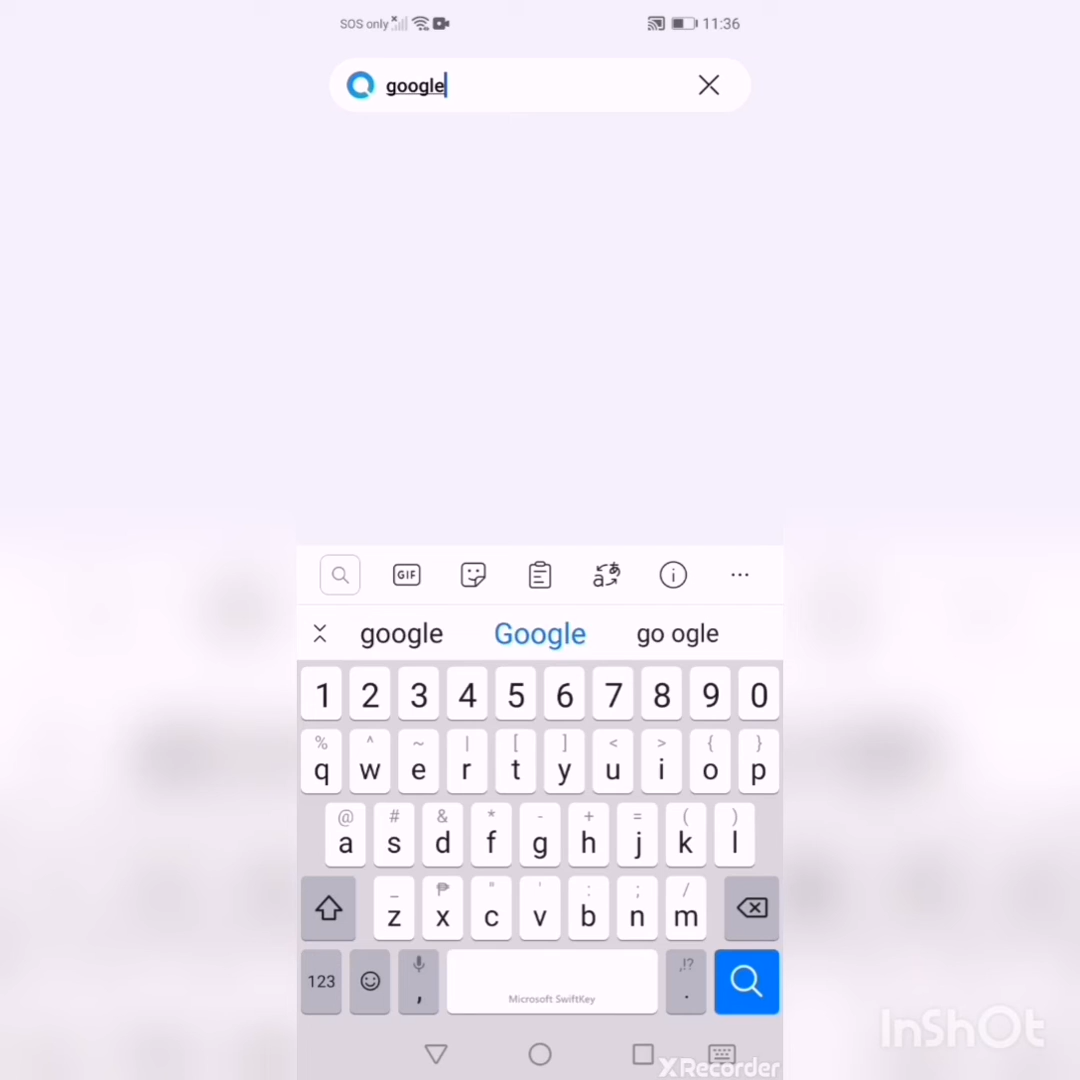 SOS only 11:36
google
GIF
google Google go ogle
1 2 3 4 5 6 7 8 9 0
% ^ ~ | [ ] < > { }
q w e r t y u i o p
@ # & * - + = ( )
a s d f g h j k l
_ ₱ " ' : ; /
z x c v b n m
,!?
123 , Microsoft SwiftKey .
InShOt
XRecorder